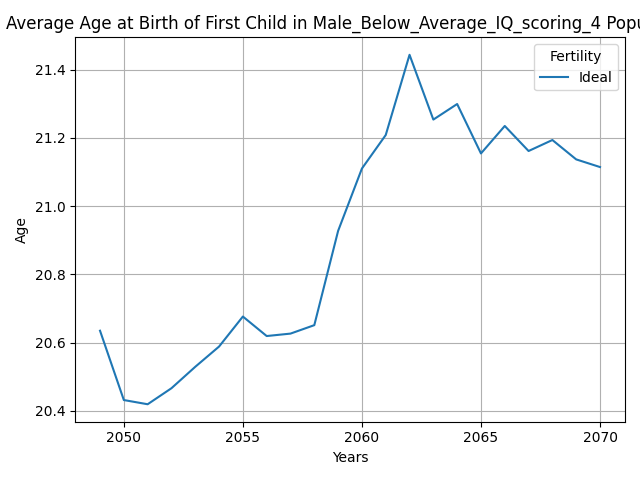 Average Age at Birth of First Child in Male_Below_Average_IQ_scoring_4
Fertility
Ideal
21.4
21.2
21.0
20.8
20.6
20.4
Age
2050 2055 2060 2065 2070
Years